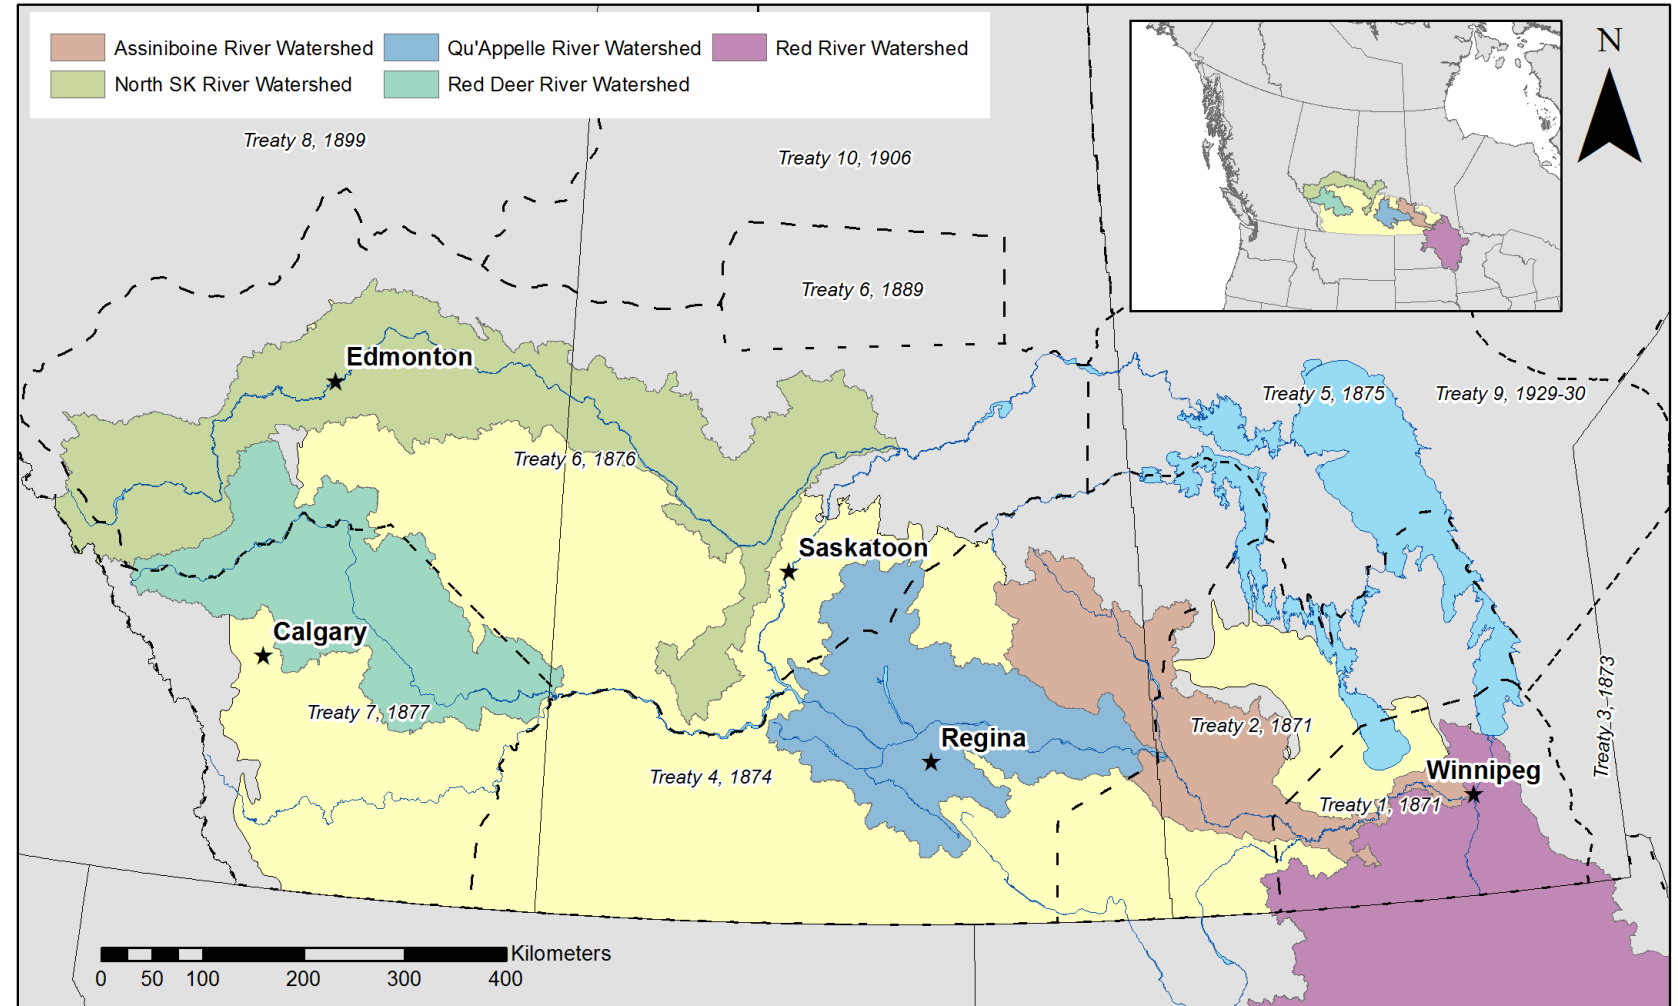 Assiniboine River Watershed
Qu'Appelle River Watershed
Red River Watershed
North SK River Watershed
Red Deer River Watershed
N
Treaty 8, 1899
Treaty 10, 1906
Treaty 6, 1889
Edmonton
Treaty 5, 1875
Treaty 9, 1929-30
Treaty 6, 1876
Saskatoon
Calgary
Treaty 7, 1877
Treaty 2, 1871
Treaty 3, 1873
Regina
Treaty 4, 1874
Winnipeg
Treaty 1, 1871
Kilometers
0 50 100 200 300 400